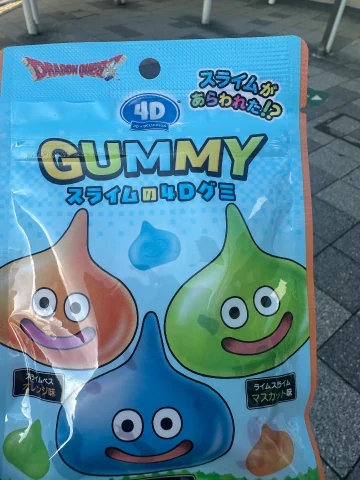 DRAGON QUEST
スライムが
あらわれた!?
4D
GUMMY
スライムの4Dグミ
スライムベス
オレンジ味
ライムスライム
マスカット味